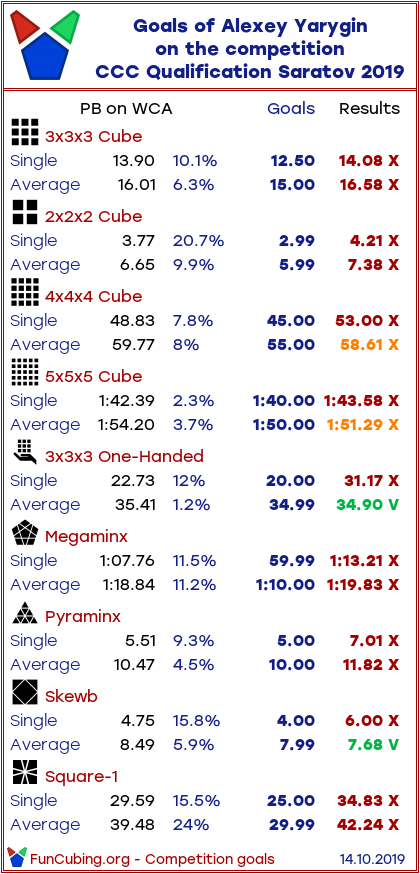 Goals of Alexey Yarygin
on the competition
CCC Qualification Saratov 2019
PB on WCA Goals Results
3x3x3 Cube
Single 13.90 10.1% 12.50 14.08 X
Average 16.01 6.3% 15.00 16.58 X
2x2x2 Cube
Single 3.77 20.7% 2.99 4.21 X
Average 6.65 9.9% 5.99 7.38 X
4x4x4 Cube
Single 48.83 7.8% 45.00 53.00 X
Average 59.77 8% 55.00 58.61 X
5x5x5 Cube
Single 1:42.39 2.3% 1:40.00 1:43.58 X
Average 1:54.20 3.7% 1:50.00 1:51.29 X
3x3x3 One-Handed
Single 22.73 12% 20.00 31.17 X
Average 35.41 1.2% 34.99 34.90 V
Megaminx
Single 1:07.76 11.5% 59.99 1:13.21 X
Average 1:18.84 11.2% 1:10.00 1:19.83 X
Pyraminx
Single 5.51 9.3% 5.00 7.01 X
Average 10.47 4.5% 10.00 11.82 X
Skewb
Single 4.75 15.8% 4.00 6.00 X
Average 8.49 5.9% 7.99 7.68 V
Square-1
Single 29.59 15.5% 25.00 34.83 X
Average 39.48 24% 29.99 42.24 X
FunCubing.org - Competition goals 14.10.2019